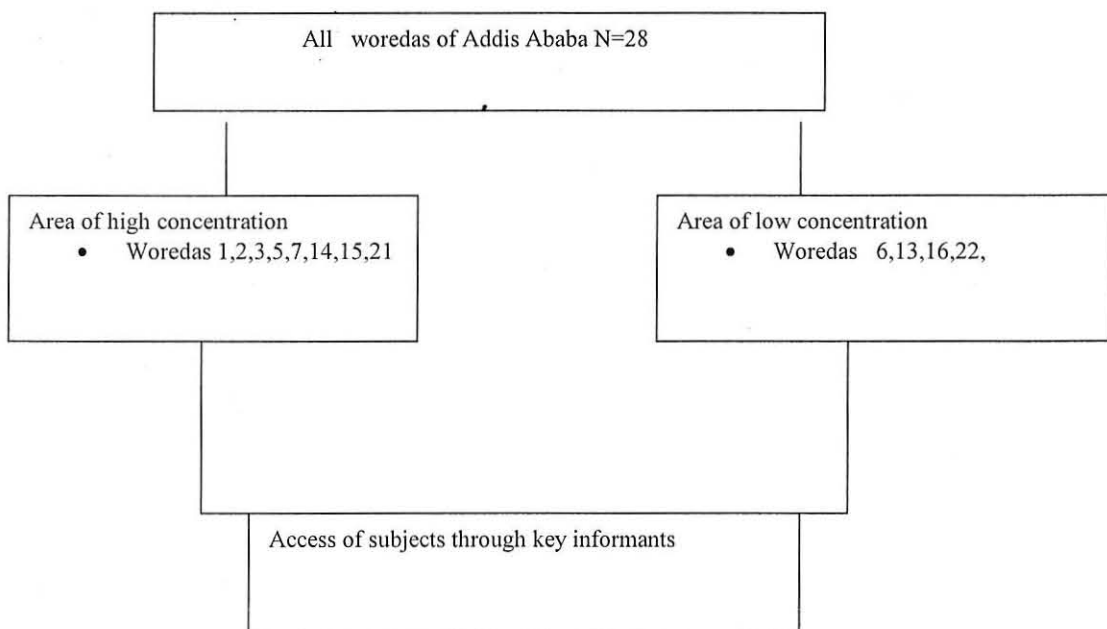 All woredas of Addis Ababa N=28
Area of high concentration
• Woredas 1,2,3,5,7,14,15,21
Area of low concentration
• Woredas 6,13,16,22,
Access of subjects through key informants